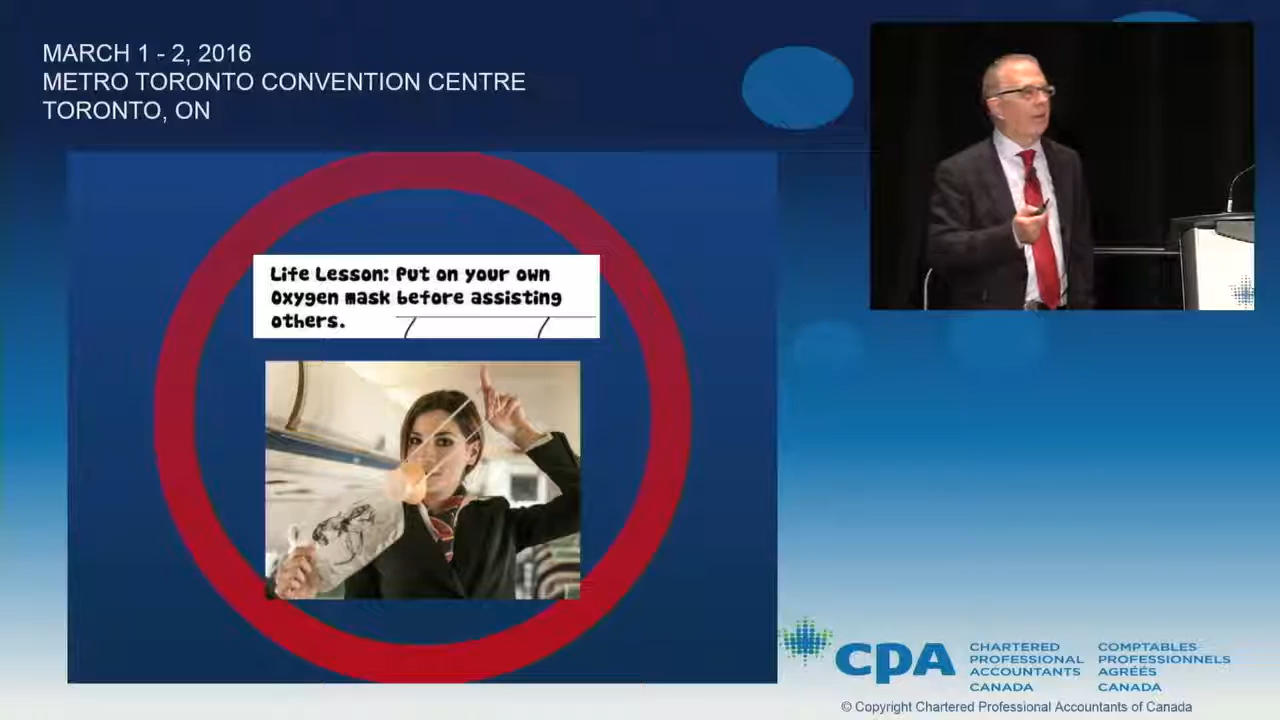 MARCH 1 - 2, 2016
METRO TORONTO CONVENTION CENTRE
TORONTO, ON
Life Lesson: Put on your own
Oxygen mask before assisting
others.
CPA
CHARTERED
PROFESSIONAL
ACCOUNTANTS
CANADA
COMPTABLES
PROFESSIONNELS
AGRÉÉS
CANADA
© Copyright Chartered Professional Accountants of Canada